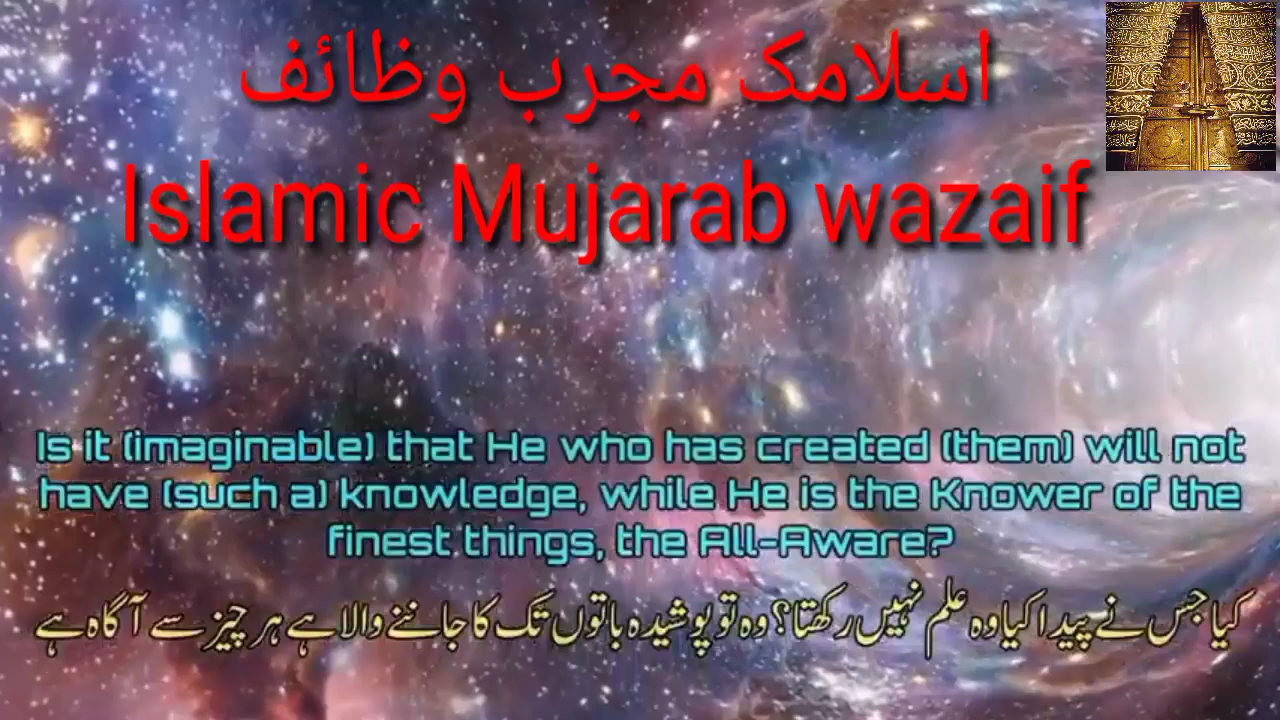 اسلامک مجرب وظائف
Islamic Mujarab wazaif
Is it (imaginable) that He who has created (them) will not
have (such a) knowledge, while He is the Knower of the
finest things, the All-Aware?
کیا جس نے پیدا کیا وہ علم نہیں رکھتا؟ وہ تو پوشیدہ باتوں تک کا جاننے والا ہے ہر چیز سے آگاہ ہے